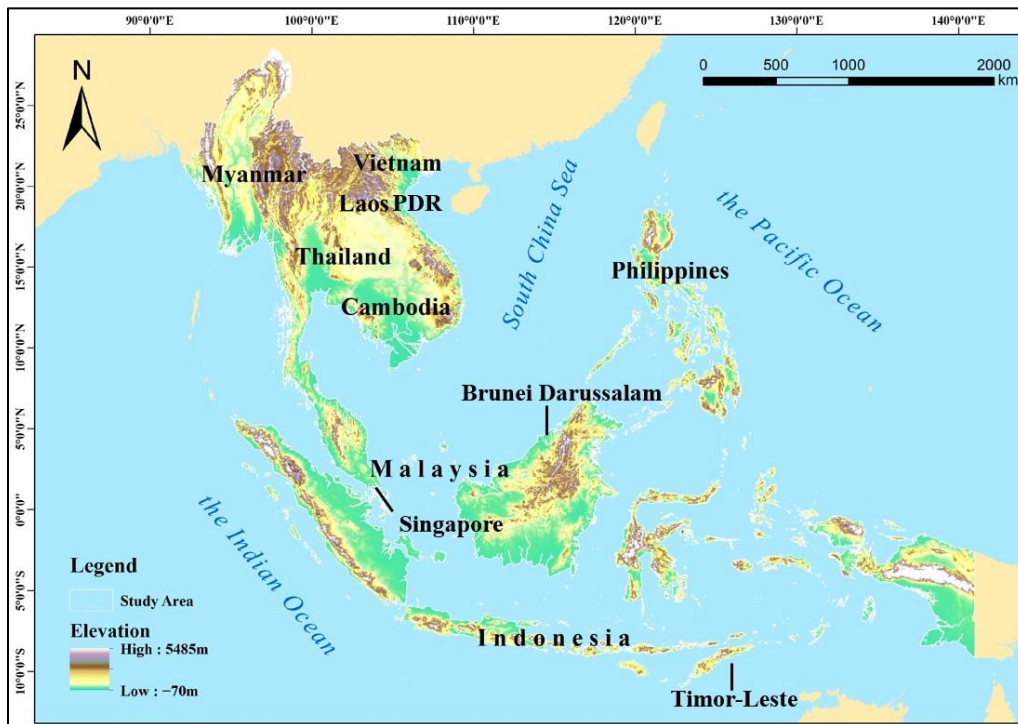 90°0'0"E 100°0'0"E 110°0'0"E 120°0'0"E 130°0'0"E 140°0'0"E
N
0 500 1000 2000
km
25°0'0"N
20°0'0"N
15°0'0"N
10°0'0"N
5°0'0"N
0°0'0"
5°0'0"S
10°0'0"S
Myanmar
Vietnam
Laos PDR
Thailand
Cambodia
South China Sea
the Pacific Ocean
Philippines
Brunei Darussalam
Malaysia
Singapore
the Indian Ocean
Indonesia
Timor-Leste
Legend
Study Area
Elevation
High : 5485m
Low : −70m